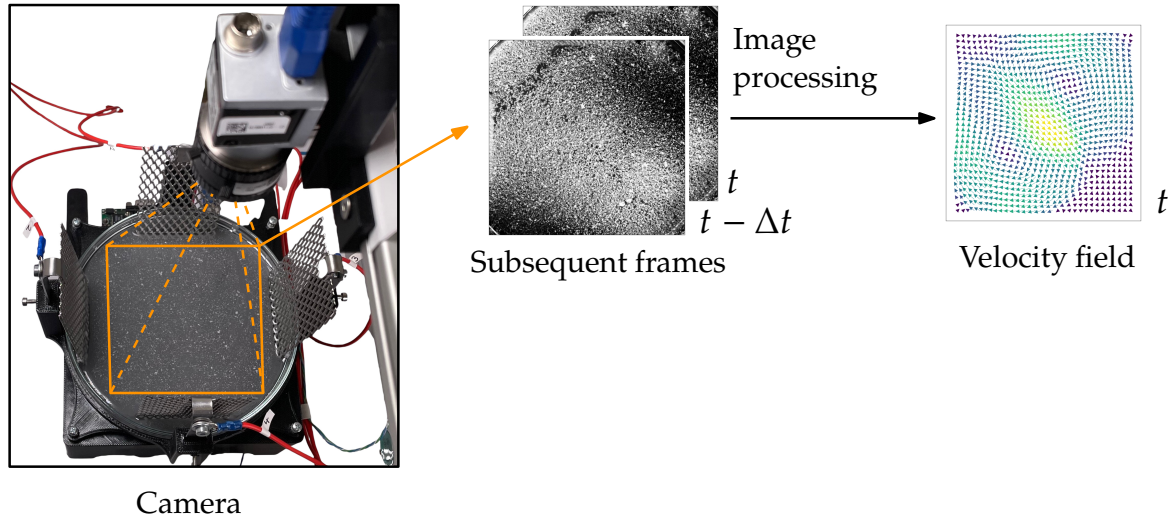 Image
processing
t
t − Δt
t
Subsequent frames
Velocity field
Camera